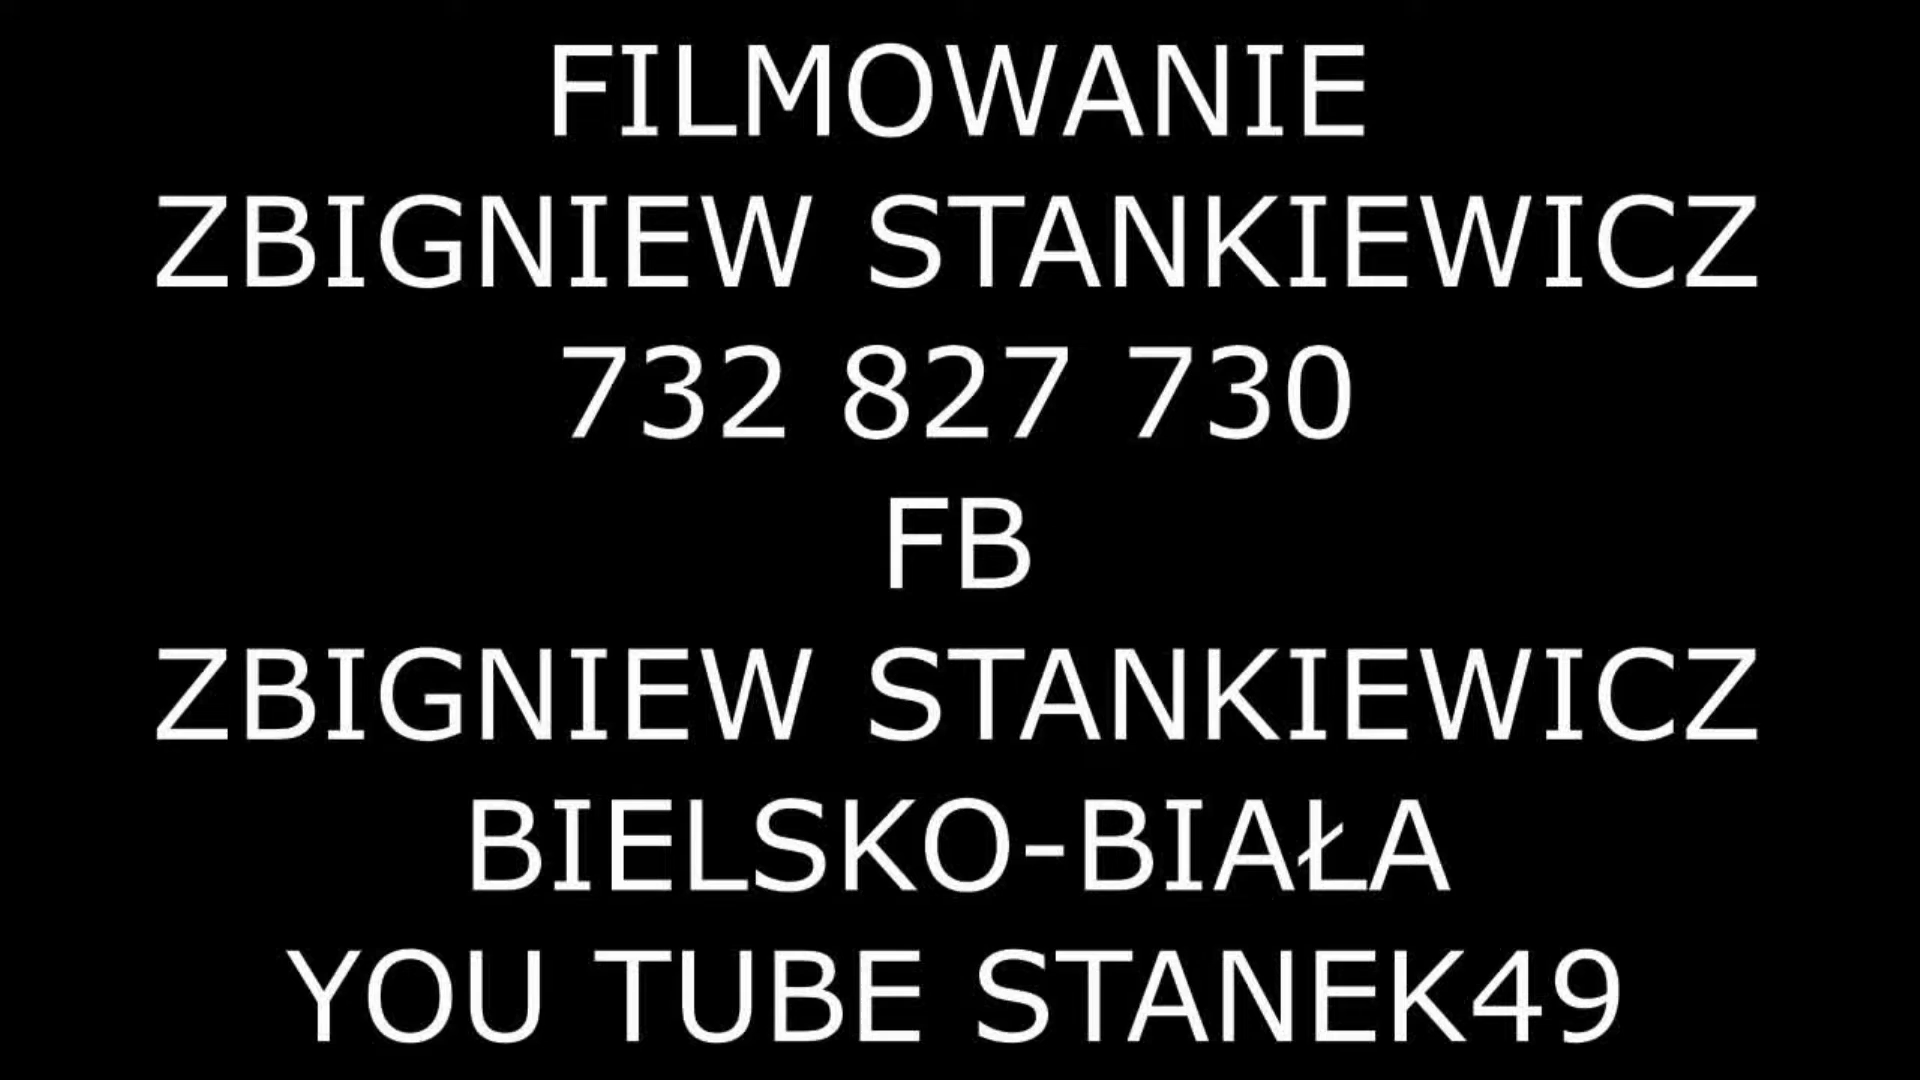 FILMOWANIE
ZBIGNIEW STANKIEWICZ
732 827 730
FB
ZBIGNIEW STANKIEWICZ
BIELSKO-BIAŁA
YOU TUBE STANEK49